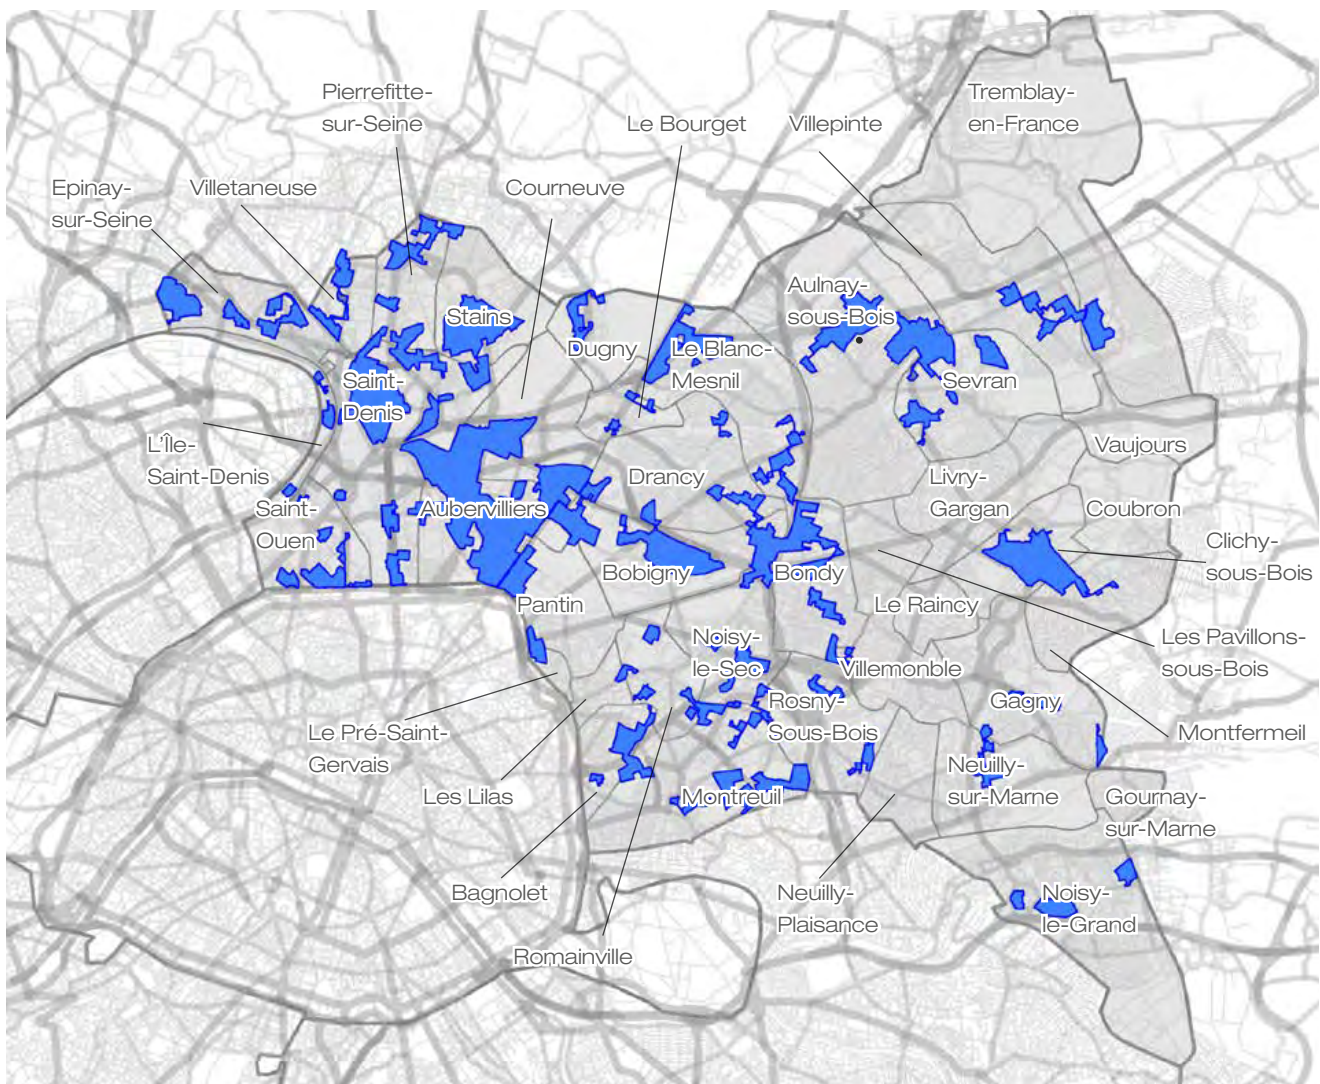 Pierrefitte-
sur-Seine
Le Bourget
Villepinte
Tremblay-
en-France
Epinay-
sur-Seine
Villetaneuse
Courneuve
Aulnay-
sous-Bois
Stains
Dugny
Le Blanc-
Mesnil
Saint-
Denis
Sevran
L'Île-
Saint-Denis
Vaujours
Drancy
Livry-
Gargan
Saint-
Ouen
Aubervilliers
Coubron
Clichy-
sous-Bois
Bobigny
Bondy
Pantin
Le Raincy
Noisy-
le-Sec
Les Pavillons-
sous-Bois
Villemonble
Rosny-
Sous-Bois
Gagny
Le Pré-Saint-
Gervais
Montfermeil
Les Lilas
Montreuil
Neuilly-
sur-Marne
Gournay-
sur-Marne
Bagnolet
Neuilly-
Plaisance
Noisy-
le-Grand
Romainville